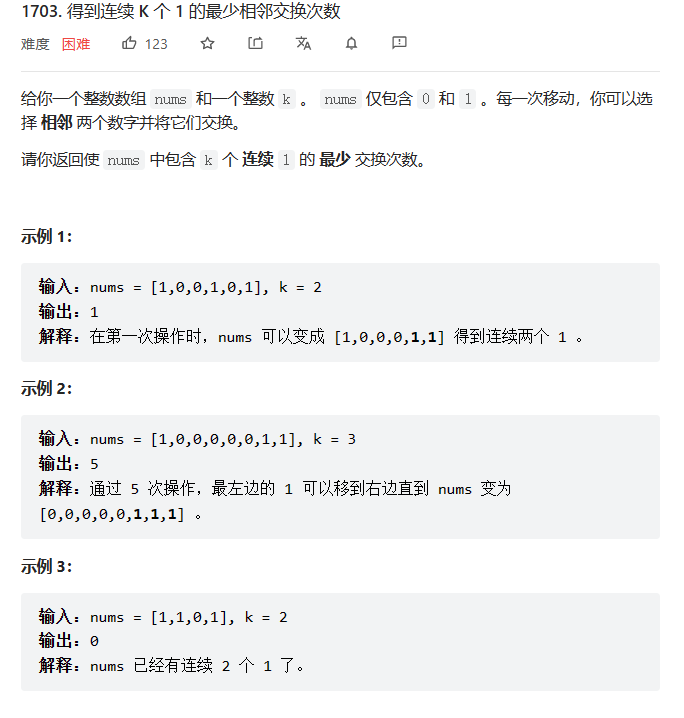 1703. 得到连续 K 个 1 的最少相邻交换次数
难度 困难 123
给你一个整数数组 nums 和一个整数 k 。 nums 仅包含 0 和 1 。每一次移动，你可以选
择 相邻 两个数字并将它们交换。
请你返回使 nums 中包含 k 个 连续 1 的 最少 交换次数。
示例 1：
输入：nums = [1,0,0,1,0,1], k = 2
输出：1
解释：在第一次操作时，nums 可以变成 [1,0,0,0,1,1] 得到连续两个 1 。
示例 2：
输入：nums = [1,0,0,0,0,0,1,1], k = 3
输出：5
解释：通过 5 次操作，最左边的 1 可以移到右边直到 nums 变为
[0,0,0,0,0,1,1,1] 。
示例 3：
输入：nums = [1,1,0,1], k = 2
输出：0
解释：nums 已经有连续 2 个 1 了。